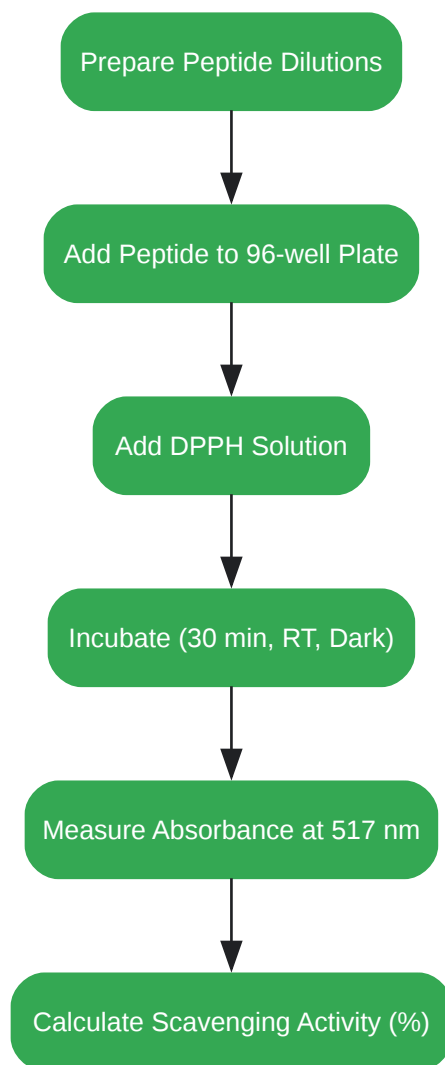 Prepare Peptide Dilutions
Add Peptide to 96-well Plate
Add DPPH Solution
Incubate (30 min, RT, Dark)
Measure Absorbance at 517 nm
Calculate Scavenging Activity (%)